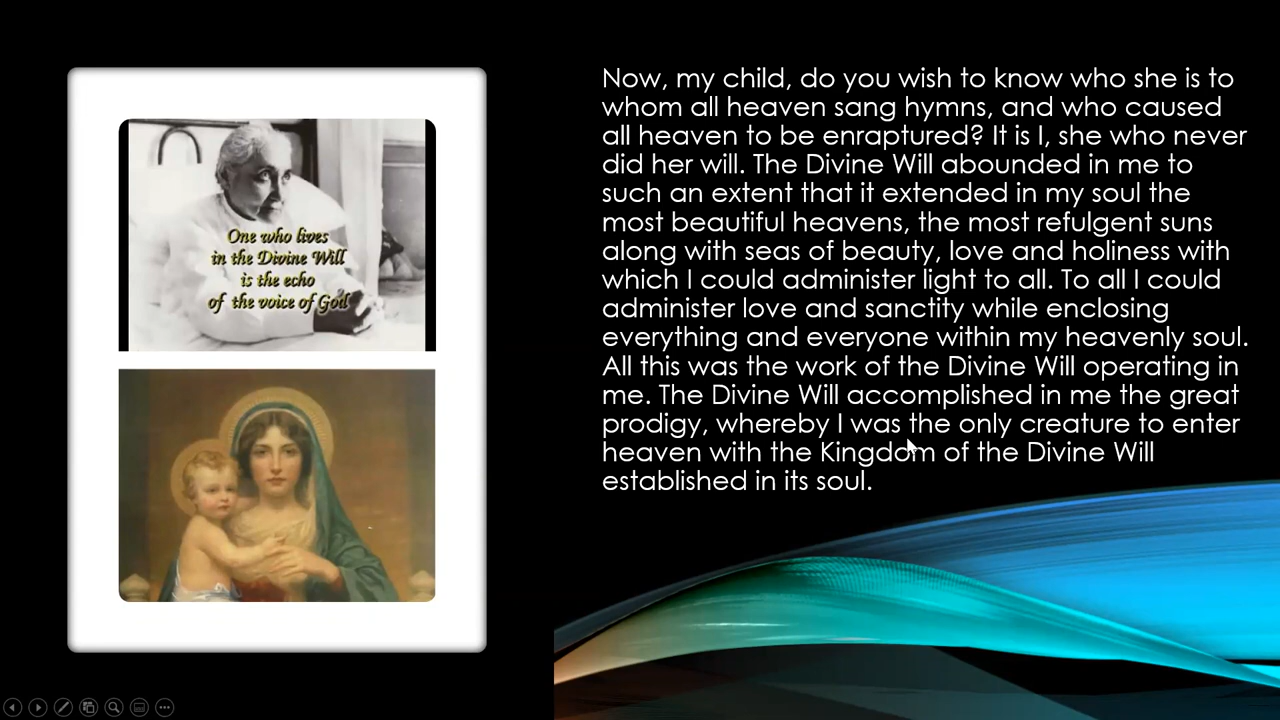 One who lives
in the Divine Will
is the echo
of the voice of God
Now, my child, do you wish to know who she is to
whom all heaven sang hymns, and who caused
all heaven to be enraptured? It is I, she who never
did her will. The Divine Will abounded in me to
such an extent that it extended in my soul the
most beautiful heavens, the most refulgent suns
along with seas of beauty, love and holiness with
which I could administer light to all. To all I could
administer love and sanctity while enclosing
everything and everyone within my heavenly soul.
All this was the work of the Divine Will operating in
me. The Divine Will accomplished in me the great
prodigy, whereby I was the only creature to enter
heaven with the Kingdom of the Divine Will
established in its soul.